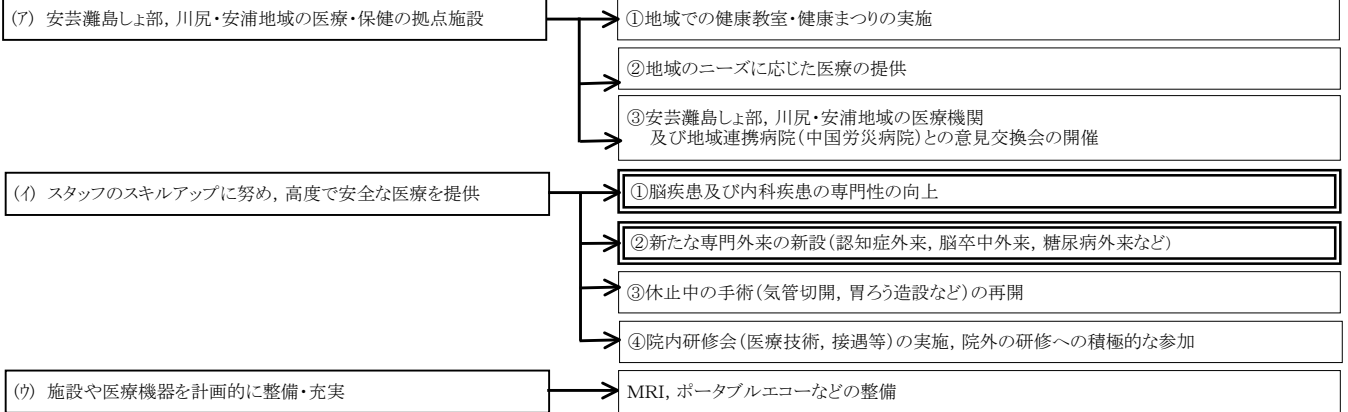 (ア) 安芸灘島しょ部，川尻・安浦地域の医療・保健の拠点施設
①地域での健康教室・健康まつりの実施
②地域のニーズに応じた医療の提供
③安芸灘島しょ部，川尻・安浦地域の医療機関
及び地域連携病院（中国労災病院）との意見交換会の開催
(イ) スタッフのスキルアップに努め，高度で安全な医療を提供
①脳疾患及び内科疾患の専門性の向上
②新たな専門外来の新設（認知症外来，脳卒中外来，糖尿病外来など）
③休止中の手術（気管切開，胃ろう造設など）の再開
④院内研修会（医療技術，接遇等）の実施，院外の研修への積極的な参加
(ウ) 施設や医療機器を計画的に整備・充実
MRI，ポータブルエコーなどの整備